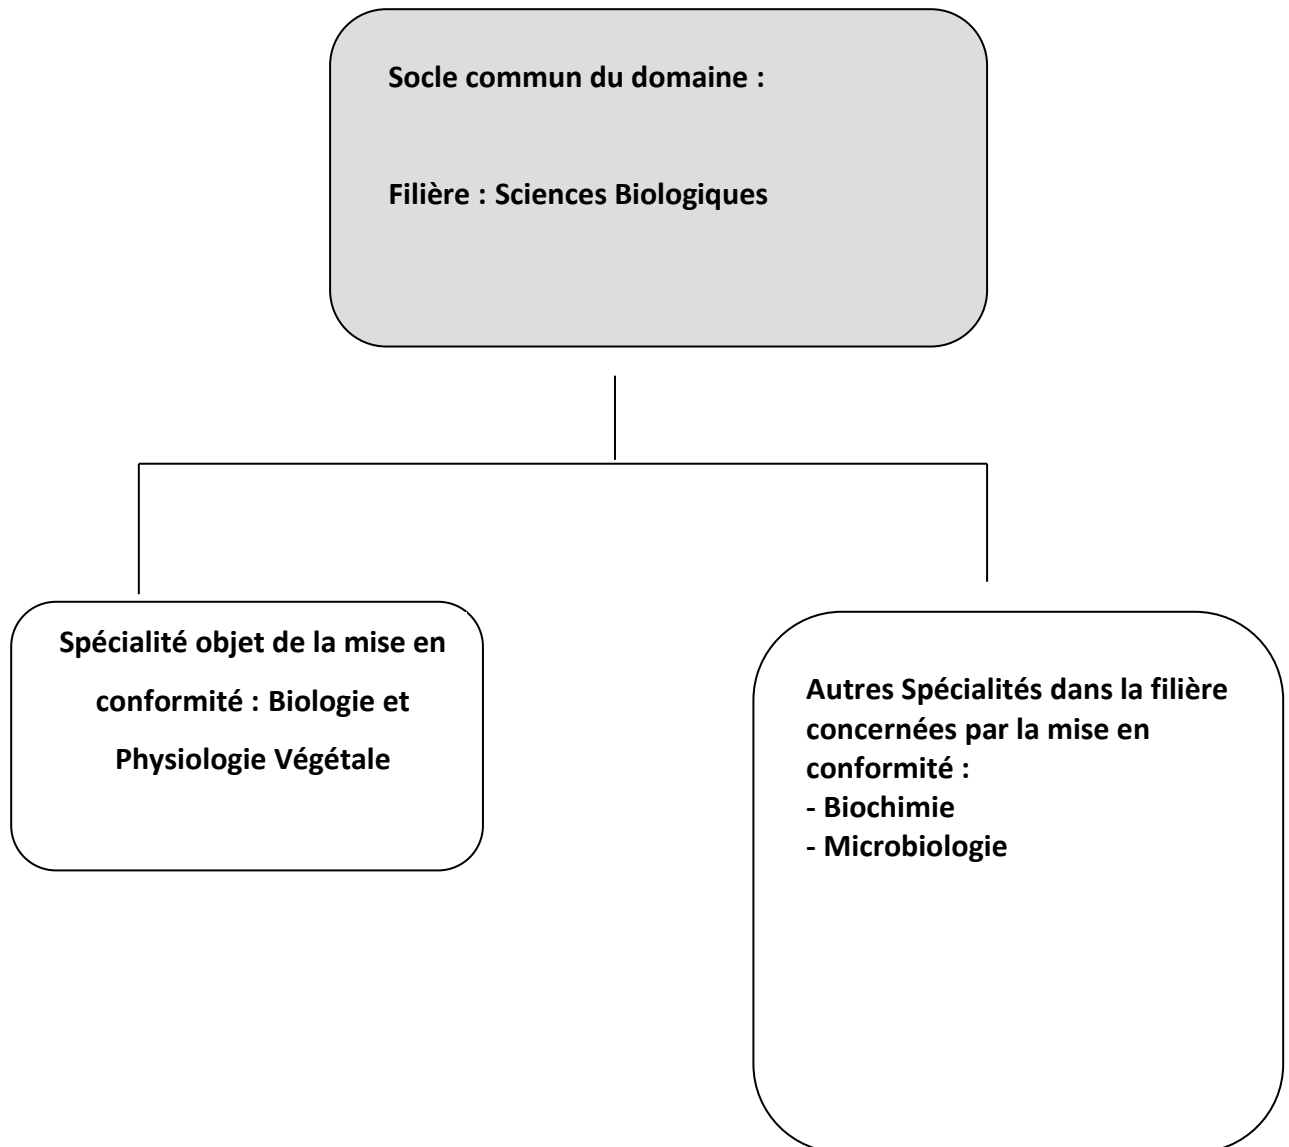 Socle commun du domaine :
Filière : Sciences Biologiques
Spécialité objet de la mise en
conformité : Biologie et
Physiologie Végétale
Autres Spécialités dans la filière
concernées par la mise en
conformité :
- Biochimie
- Microbiologie